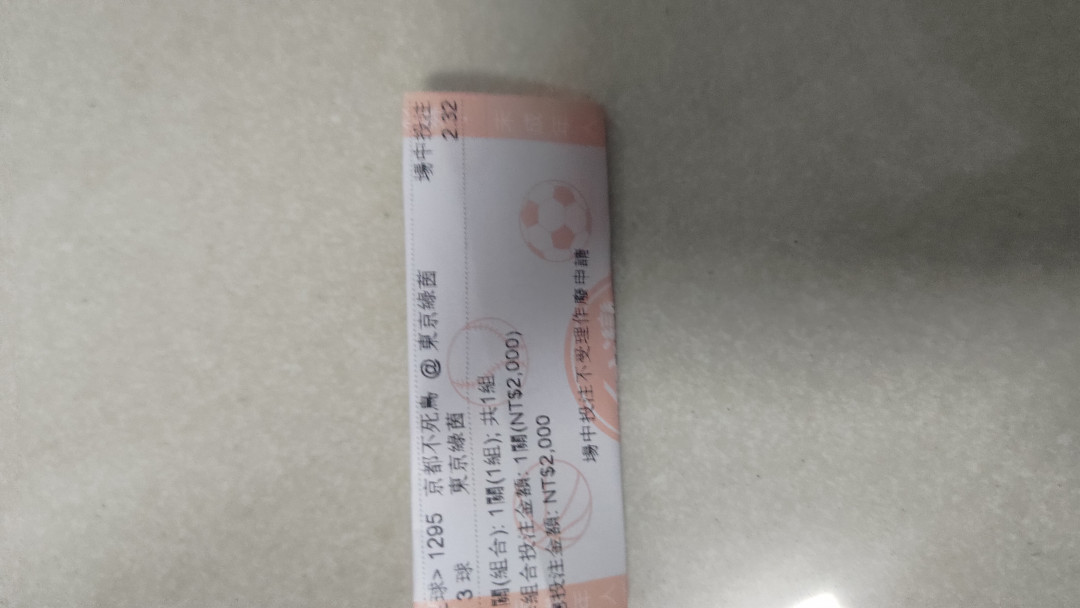 球> 1295 京都不死鳥 @ 東京綠茵 場中投注
3 球 東京綠茵 2.32
關(組合): 1關(1組); 共1組
組合投注金額: 1關(NT$2,000)
投注金額: NT$2,000
場中投注不受理作廢申請